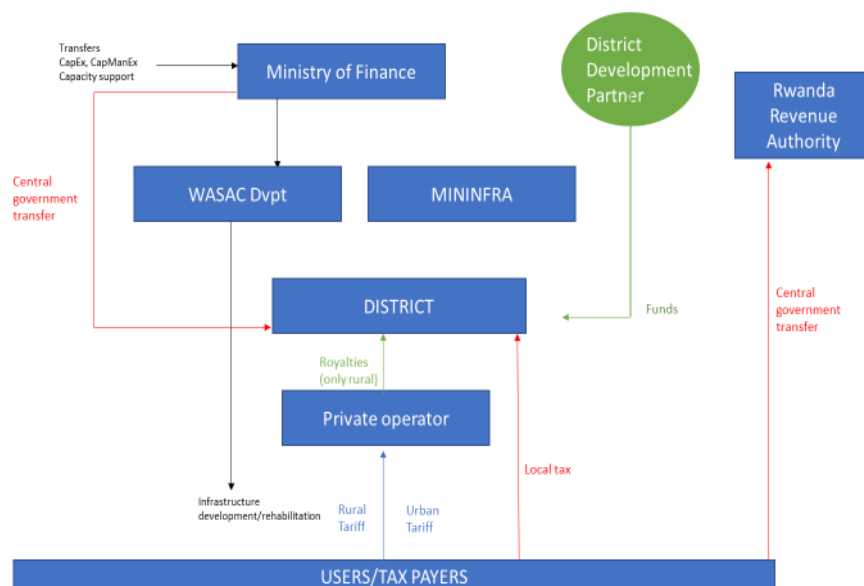 Transfers
CapEx, CapManEx
Capacity support
Ministry of Finance
District
Development
Partner
Rwanda
Revenue
Authority
Central
government
transfer
WASAC Dvpt
MININFRA
DISTRICT
Funds
Central
government
transfer
Royalties
(only rural)
Private operator
Local tax
Infrastructure
development/rehabilitation
Rural
Tariff
Urban
Tariff
USERS/TAX PAYERS